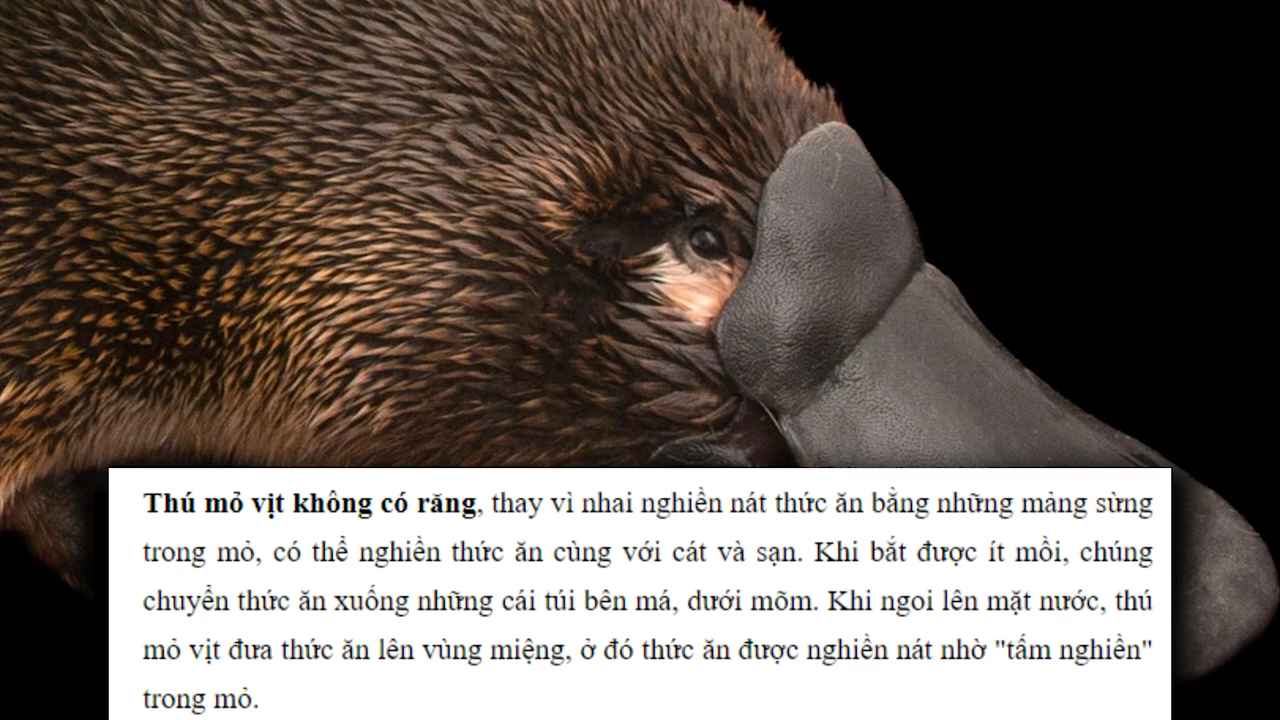 Thú mỏ vịt không có răng, thay vì nhai nghiền nát thức ăn bằng những mảng sừng
trong mỏ, có thể nghiền thức ăn cùng với cát và sạn. Khi bắt được ít mồi, chúng
chuyển thức ăn xuống những cái túi bên má, dưới mõm. Khi ngoi lên mặt nước, thú
mỏ vịt đưa thức ăn lên vùng miệng, ở đó thức ăn được nghiền nát nhờ "tấm nghiền"
trong mỏ.